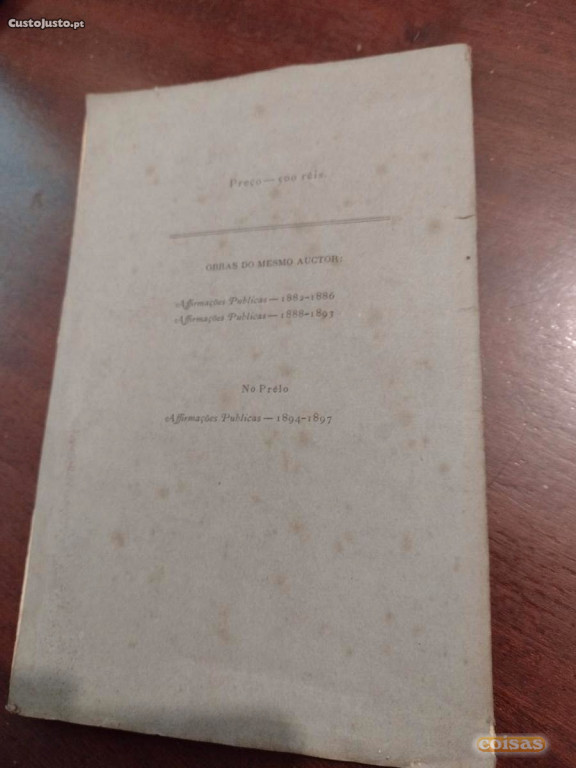 CustoJusto.pt
Preço — 500 réis.
OBRAS DO MESMO AUCTOR:
Affirmações Publicas — 1882-1886
Affirmações Publicas — 1888-1893
No Prélo
Affirmações Publicas — 1894-1897
coisas